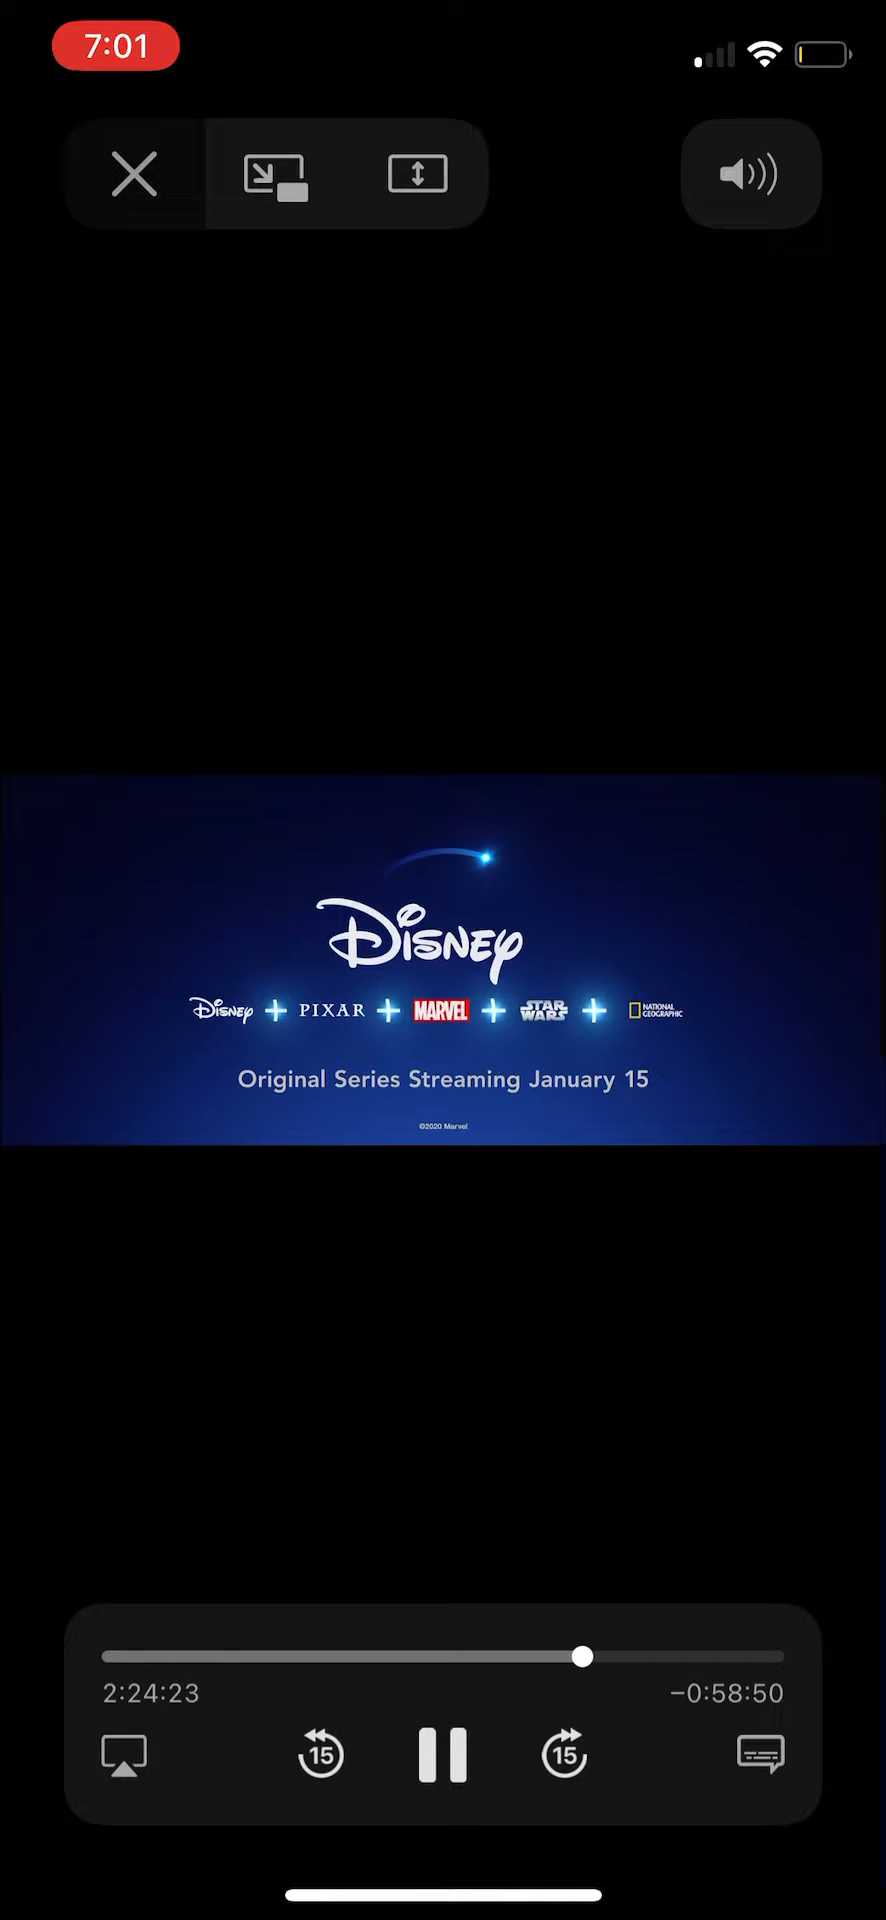 7:01
Disney
Disney + PIXAR + MARVEL + STAR WARS + NATIONAL GEOGRAPHIC
Original Series Streaming January 15
©2020 Marvel
2:24:23 −0:58:50
15 15